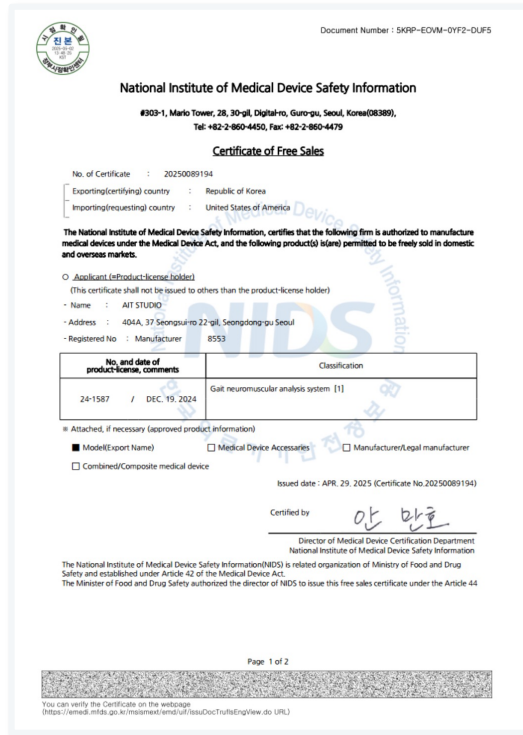 Document Number : 5KRP-EOVM-0YF2-DUF5
진 본
National Institute of Medical Device Safety Information
#303-1, Mario Tower, 28, 30-gil, Digital-ro, Guro-gu, Seoul, Korea(08389),
Tel: +82-2-860-4450, Fax: +82-2-860-4479
Certificate of Free Sales
No. of Certificate : 20250089194
Exporting(certifying) country : Republic of Korea
Importing(requesting) country : United States of America
The National Institute of Medical Device Safety Information, certifies that the following firm is authorized to manufacture
medical devices under the Medical Device Act, and the following product(s) is(are) permitted to be freely sold in domestic
and overseas markets.
○ Applicant (=Product-license holder)
(This certificate shall not be issued to others than the product-license holder)
- Name : AIT STUDIO
- Address : 404A, 37 Seongsui-ro 22-gil, Seongdong-gu Seoul
- Registered No : Manufacturer 8553
NIDS
No. and date of
product-license, comments
Classification
24-1587 / DEC. 19. 2024
Gait neuromuscular analysis system [1]
※ Attached, if necessary (approved product information)
■ Model(Export Name) □ Medical Device Accessaries □ Manufacturer/Legal manufacturer
□ Combined/Composite medical device
Issued date : APR. 29. 2025 (Certificate No.20250089194)
Certified by 안 만호
Director of Medical Device Certification Department
National Institute of Medical Device Safety Information
The National Institute of Medical Device Safety Information(NIDS) is related organization of Ministry of Food and Drug
Safety and established under Article 42 of the Medical Device Act.
The Minister of Food and Drug Safety authorized the director of NIDS to issue this free sales certificate under the Article 44
Page 1 of 2
You can verify the Certificate on the webpage
(https://emedi.mfds.go.kr/msismext/emd/uif/issuDocTrufIsEngView.do URL)